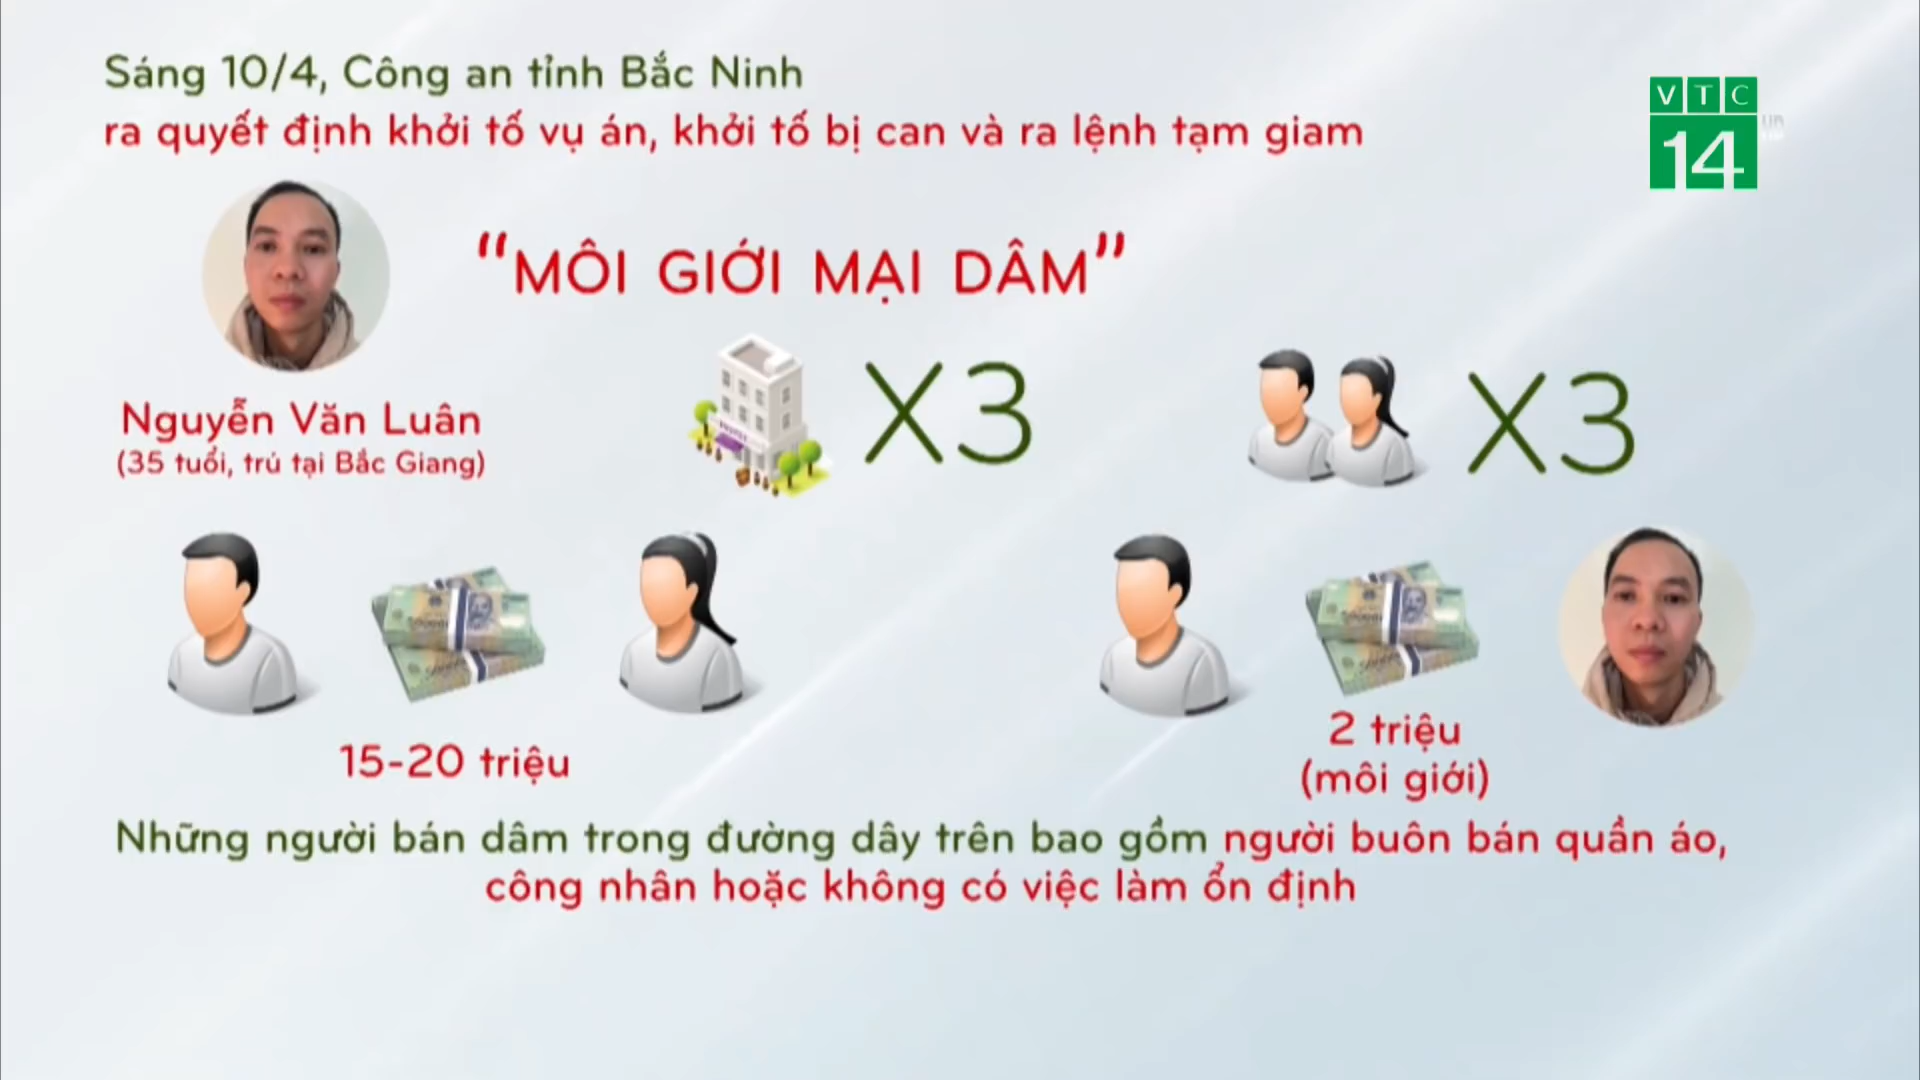 Sáng 10/4, Công an tỉnh Bắc Ninh
ra quyết định khởi tố vụ án, khởi tố bị can và ra lệnh tạm giam
VTC
14
HD
“MÔI GIỚI MẠI DÂM”
X3
X3
Nguyễn Văn Luân
(35 tuổi, trú tại Bắc Giang)
15-20 triệu
2 triệu
(môi giới)
Những người bán dâm trong đường dây trên bao gồm người buôn bán quần áo,
công nhân hoặc không có việc làm ổn định